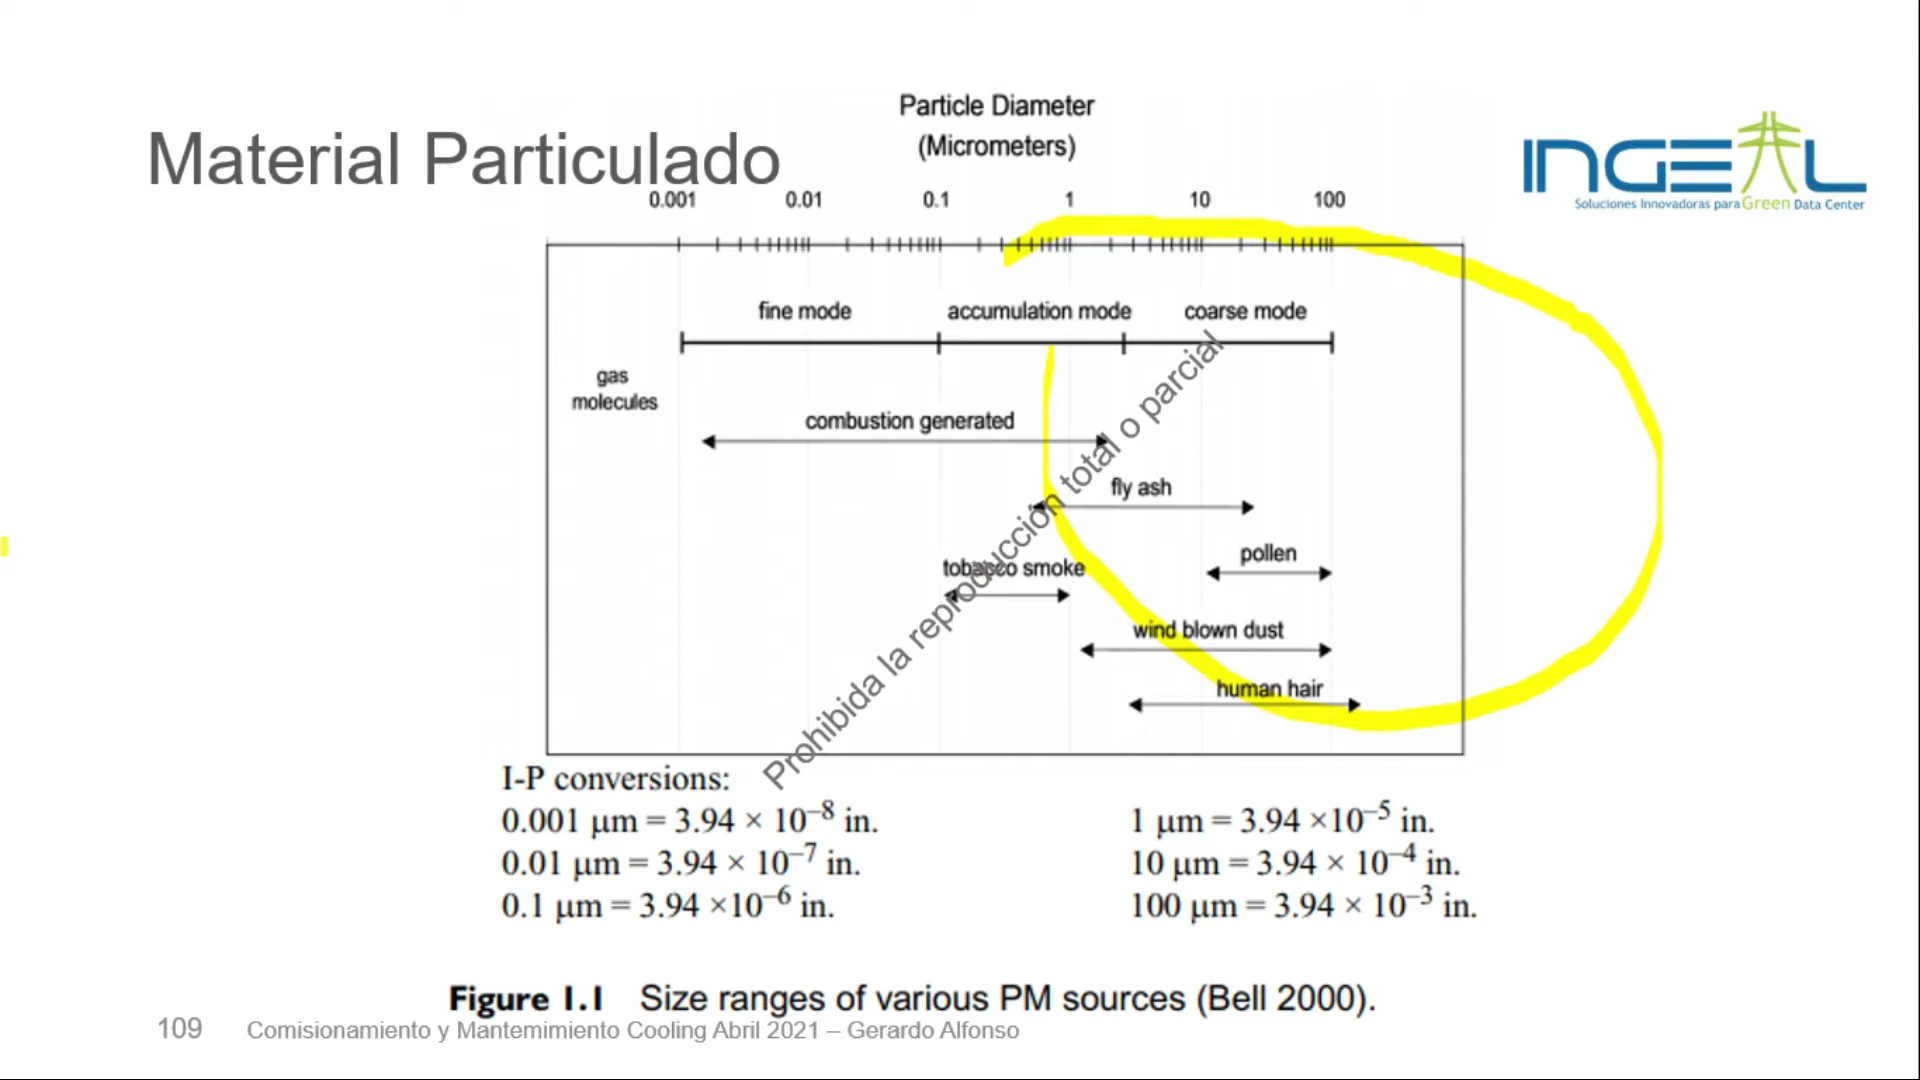 Particle Diameter
(Micrometers)
Material Particulado
INGEAL
Soluciones Innovadoras para Green Data Center
0.001 0.01 0.1 1 10 100
fine mode accumulation mode coarse mode
gas
molecules
combustion generated
fly ash
pollen
tobacco smoke
wind blown dust
human hair
Prohibida la reproducción total o parcial
I-P conversions:
0.001 μm = 3.94 × 10⁻⁸ in.
0.01 μm = 3.94 × 10⁻⁷ in.
0.1 μm = 3.94 ×10⁻⁶ in.
1 μm = 3.94 ×10⁻⁵ in.
10 μm = 3.94 × 10⁻⁴ in.
100 μm = 3.94 × 10⁻³ in.
Figure 1.1 Size ranges of various PM sources (Bell 2000).
109 Comisionamiento y Mantemimiento Cooling Abril 2021 – Gerardo Alfonso